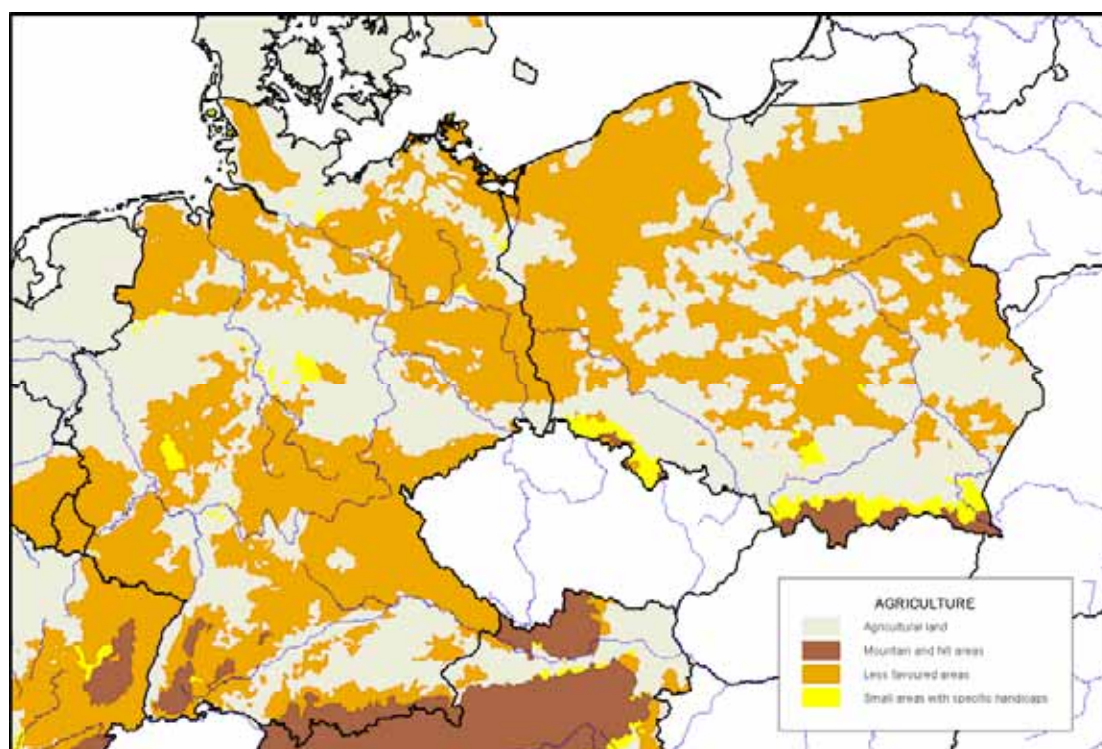 AGRICULTURE
Agricultural land
Mountain and hill areas
Less favoured areas
Small areas with specific handicaps